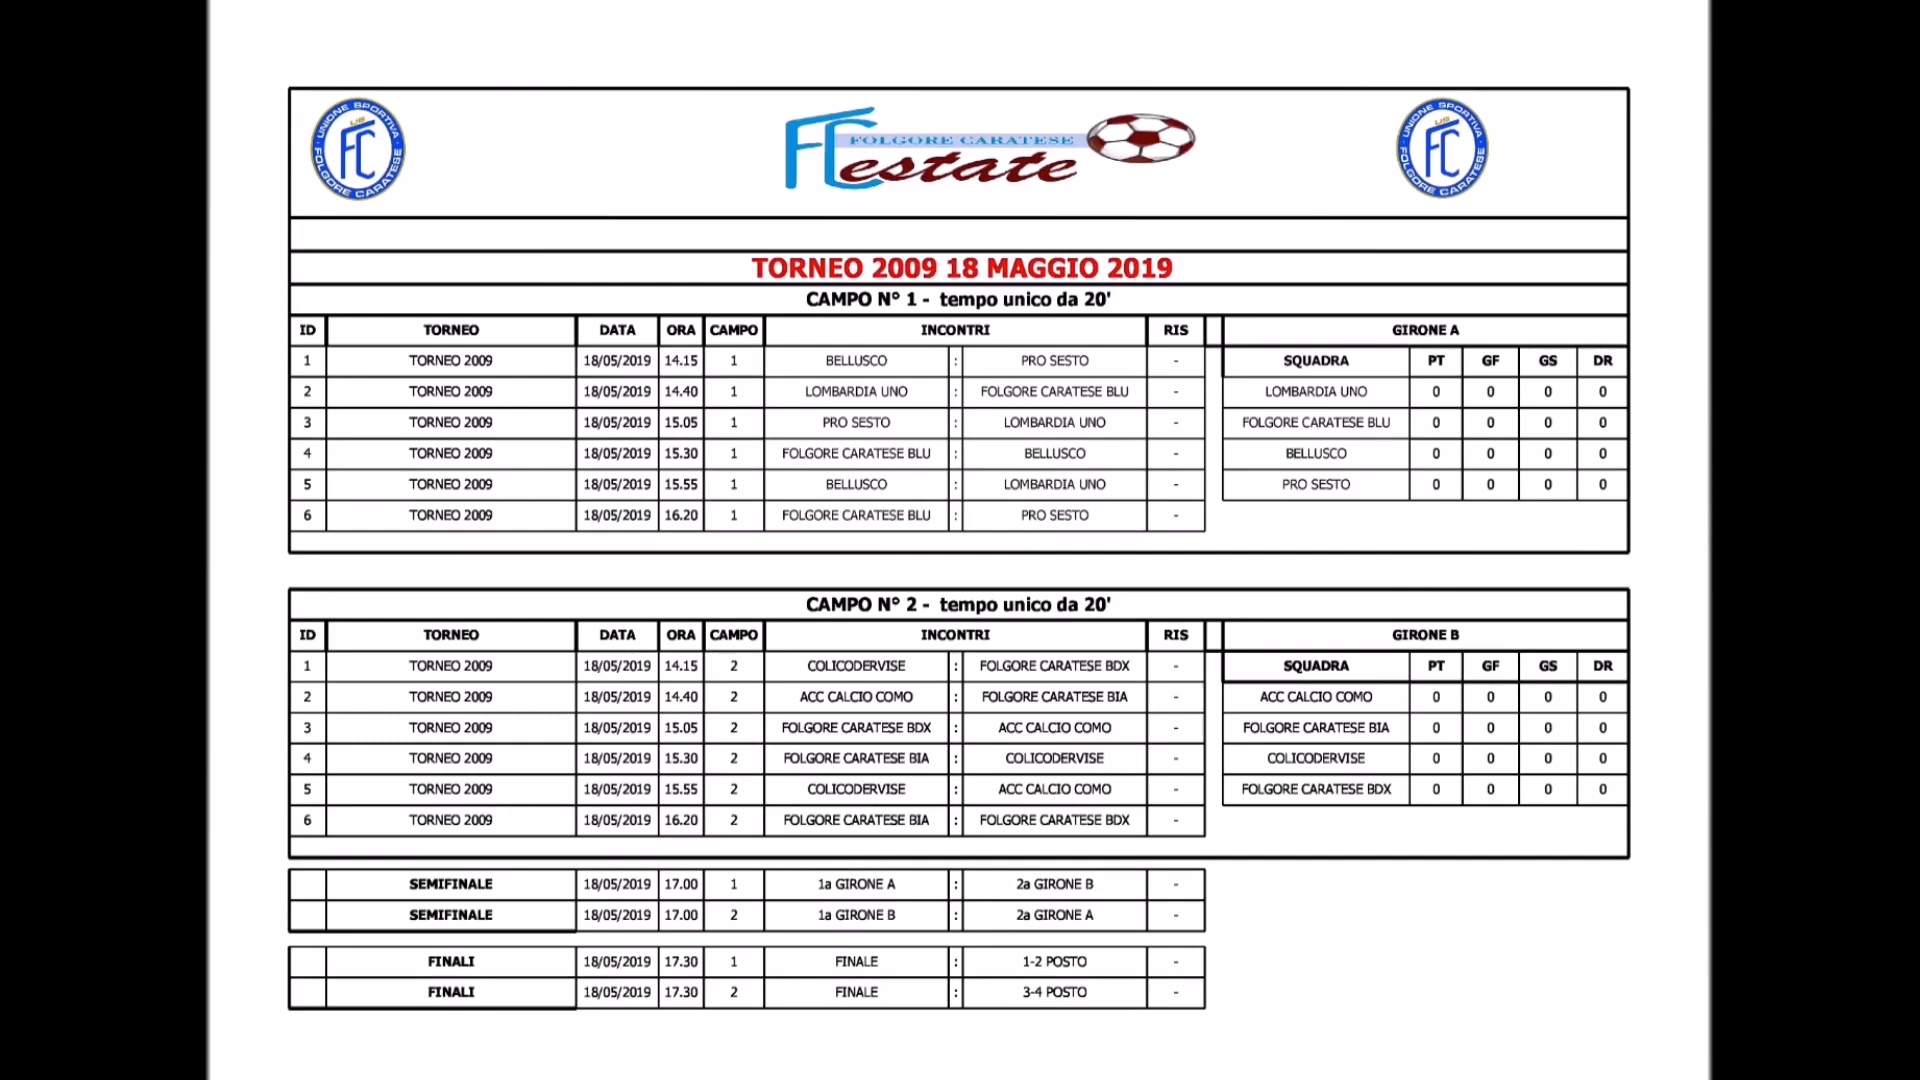 UNIONE SPORTIVA
US
FC
FOLGORE CARATESE
FC FOLGORE CARATESE
estate
UNIONE SPORTIVA
US
FC
FOLGORE CARATESE
TORNEO 2009 18 MAGGIO 2019
CAMPO N° 1 - tempo unico da 20'
ID TORNEO DATA ORA CAMPO INCONTRI RIS GIRONE A
1 TORNEO 2009 18/05/2019 14.15 1 BELLUSCO : PRO SESTO - SQUADRA PT GF GS DR
2 TORNEO 2009 18/05/2019 14.40 1 LOMBARDIA UNO : FOLGORE CARATESE BLU - LOMBARDIA UNO 0 0 0 0
3 TORNEO 2009 18/05/2019 15.05 1 PRO SESTO : LOMBARDIA UNO - FOLGORE CARATESE BLU 0 0 0 0
4 TORNEO 2009 18/05/2019 15.30 1 FOLGORE CARATESE BLU : BELLUSCO - BELLUSCO 0 0 0 0
5 TORNEO 2009 18/05/2019 15.55 1 BELLUSCO : LOMBARDIA UNO - PRO SESTO 0 0 0 0
6 TORNEO 2009 18/05/2019 16.20 1 FOLGORE CARATESE BLU : PRO SESTO -
CAMPO N° 2 - tempo unico da 20'
ID TORNEO DATA ORA CAMPO INCONTRI RIS GIRONE B
1 TORNEO 2009 18/05/2019 14.15 2 COLICODERVISE : FOLGORE CARATESE BDX - SQUADRA PT GF GS DR
2 TORNEO 2009 18/05/2019 14.40 2 ACC CALCIO COMO : FOLGORE CARATESE BIA - ACC CALCIO COMO 0 0 0 0
3 TORNEO 2009 18/05/2019 15.05 2 FOLGORE CARATESE BDX : ACC CALCIO COMO - FOLGORE CARATESE BIA 0 0 0 0
4 TORNEO 2009 18/05/2019 15.30 2 FOLGORE CARATESE BIA : COLICODERVISE - COLICODERVISE 0 0 0 0
5 TORNEO 2009 18/05/2019 15.55 2 COLICODERVISE : ACC CALCIO COMO - FOLGORE CARATESE BDX 0 0 0 0
6 TORNEO 2009 18/05/2019 16.20 2 FOLGORE CARATESE BIA : FOLGORE CARATESE BDX -
SEMIFINALE 18/05/2019 17.00 1 1a GIRONE A : 2a GIRONE B -
SEMIFINALE 18/05/2019 17.00 2 1a GIRONE B : 2a GIRONE A -
FINALI 18/05/2019 17.30 1 FINALE : 1-2 POSTO -
FINALI 18/05/2019 17.30 2 FINALE : 3-4 POSTO -